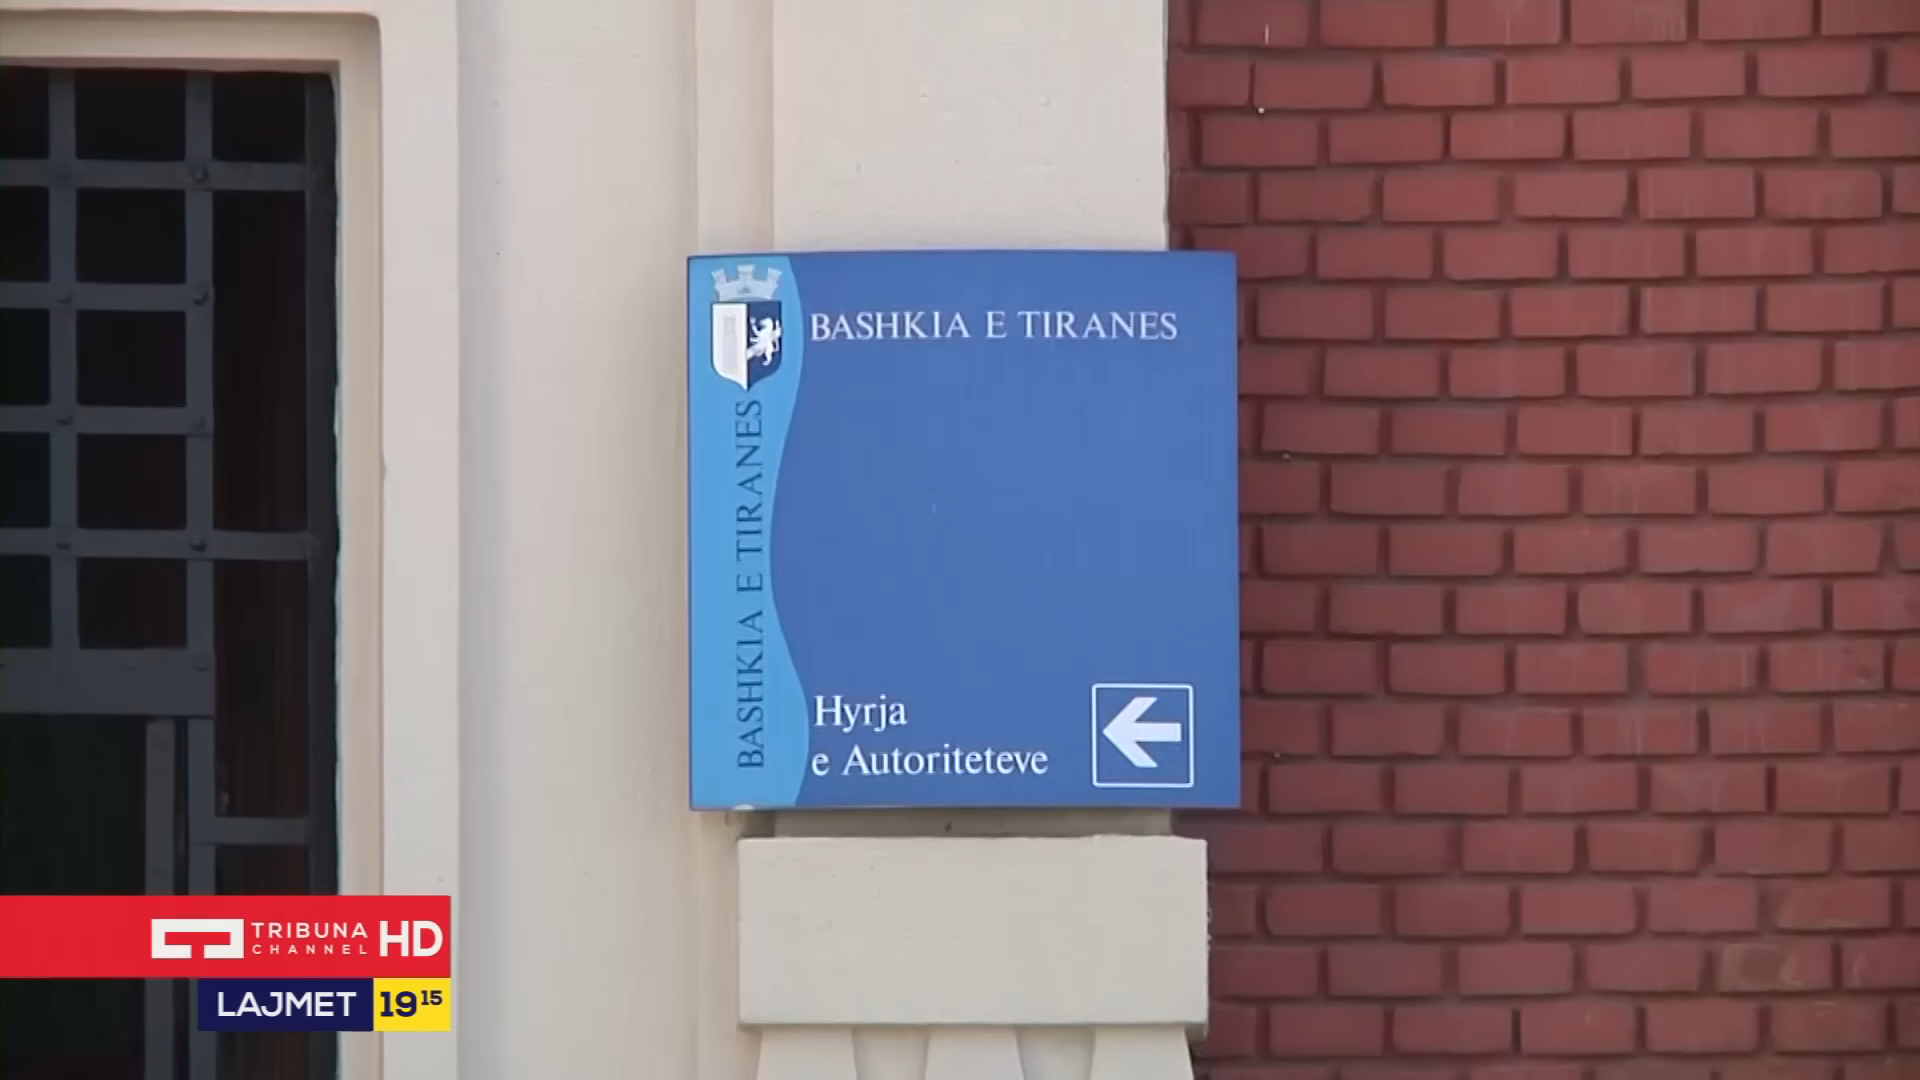 BASHKIA E TIRANES
BASHKIA E TIRANES
Hyrja
e Autoriteteve
TRIBUNA
CHANNEL
HD
LAJMET 19 15